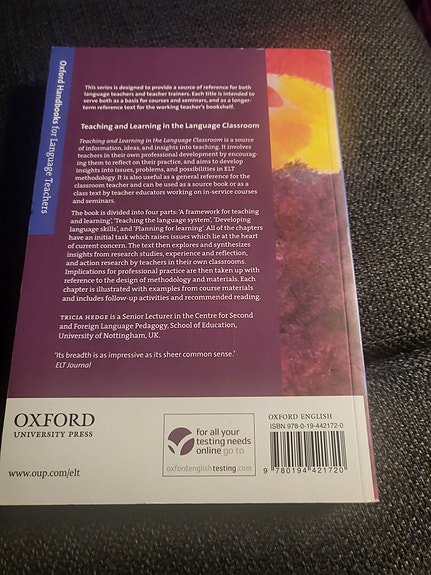 Oxford Handbooks for Language Teachers
This series is designed to provide a source of reference for both
language teachers and teacher trainers. Each title is intended to
serve both as a basis for courses and seminars, and as a longer-
term reference text for the working teacher's bookshelf.
Teaching and Learning in the Language Classroom
Teaching and Learning in the Language Classroom is a source
of information, ideas, and insights into teaching. It involves
teachers in their own professional development by encourag-
ing them to reflect on their practice, and aims to develop
insights into issues, problems, and possibilities in ELT
methodology. It is also useful as a general reference for the
classroom teacher and can be used as a source book or as a
class text by teacher educators working on in-service courses
and seminars.
The book is divided into four parts: 'A framework for teaching
and learning', 'Teaching the language system', 'Developing
language skills', and 'Planning for learning'. All of the chapters
have an initial task which raises issues which lie at the heart
of current concern. The text then explores and synthesizes
insights from research studies, experience and reflection,
and action research by teachers in their own classrooms.
Implications for professional practice are then taken up with
reference to the design of methodology and materials. Each
chapter is illustrated with examples from course materials
and includes follow-up activities and recommended reading.
TRICIA HEDGE is a Senior Lecturer in the Centre for Second
and Foreign Language Pedagogy, School of Education,
University of Nottingham, UK.
'Its breadth is as impressive as its sheer common sense.'
ELT Journal
OXFORD
UNIVERSITY PRESS
www.oup.com/elt
for all your
testing needs
online go to
oxfordenglishtesting.com
OXFORD ENGLISH
ISBN 978-0-19-442172-0
9 780194 421720